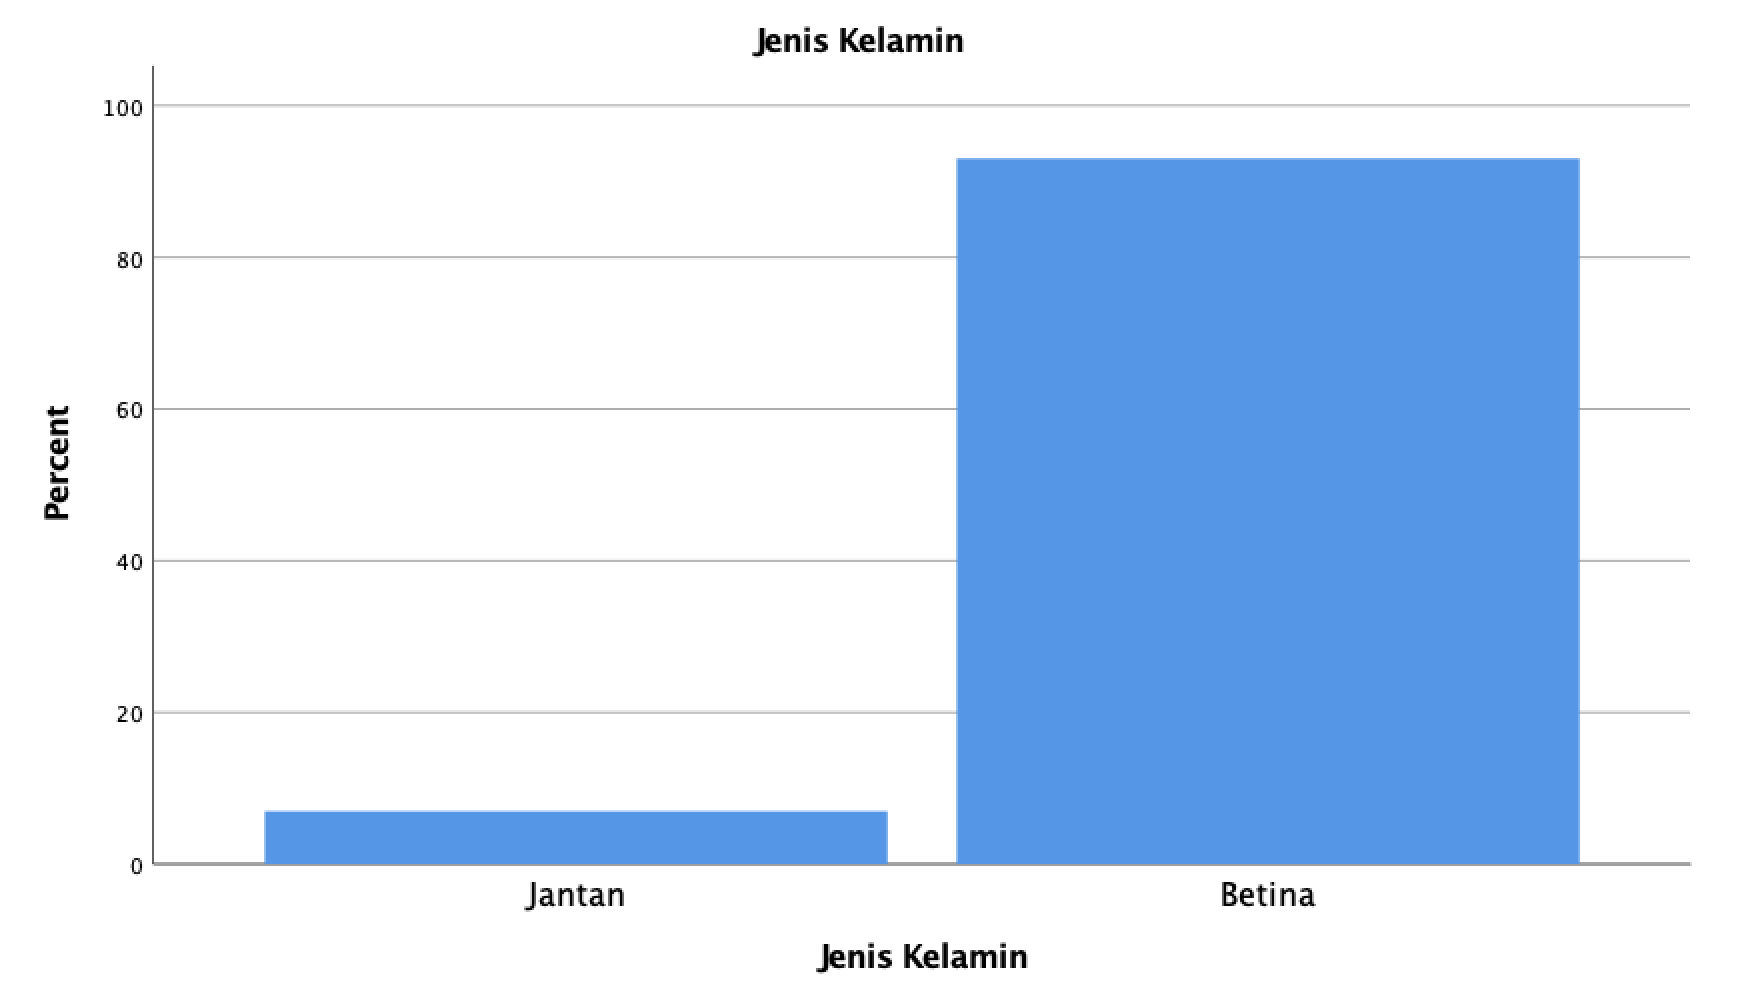 Jenis Kelamin
100
80
60
40
20
0
Percent
Jantan
Betina
Jenis Kelamin